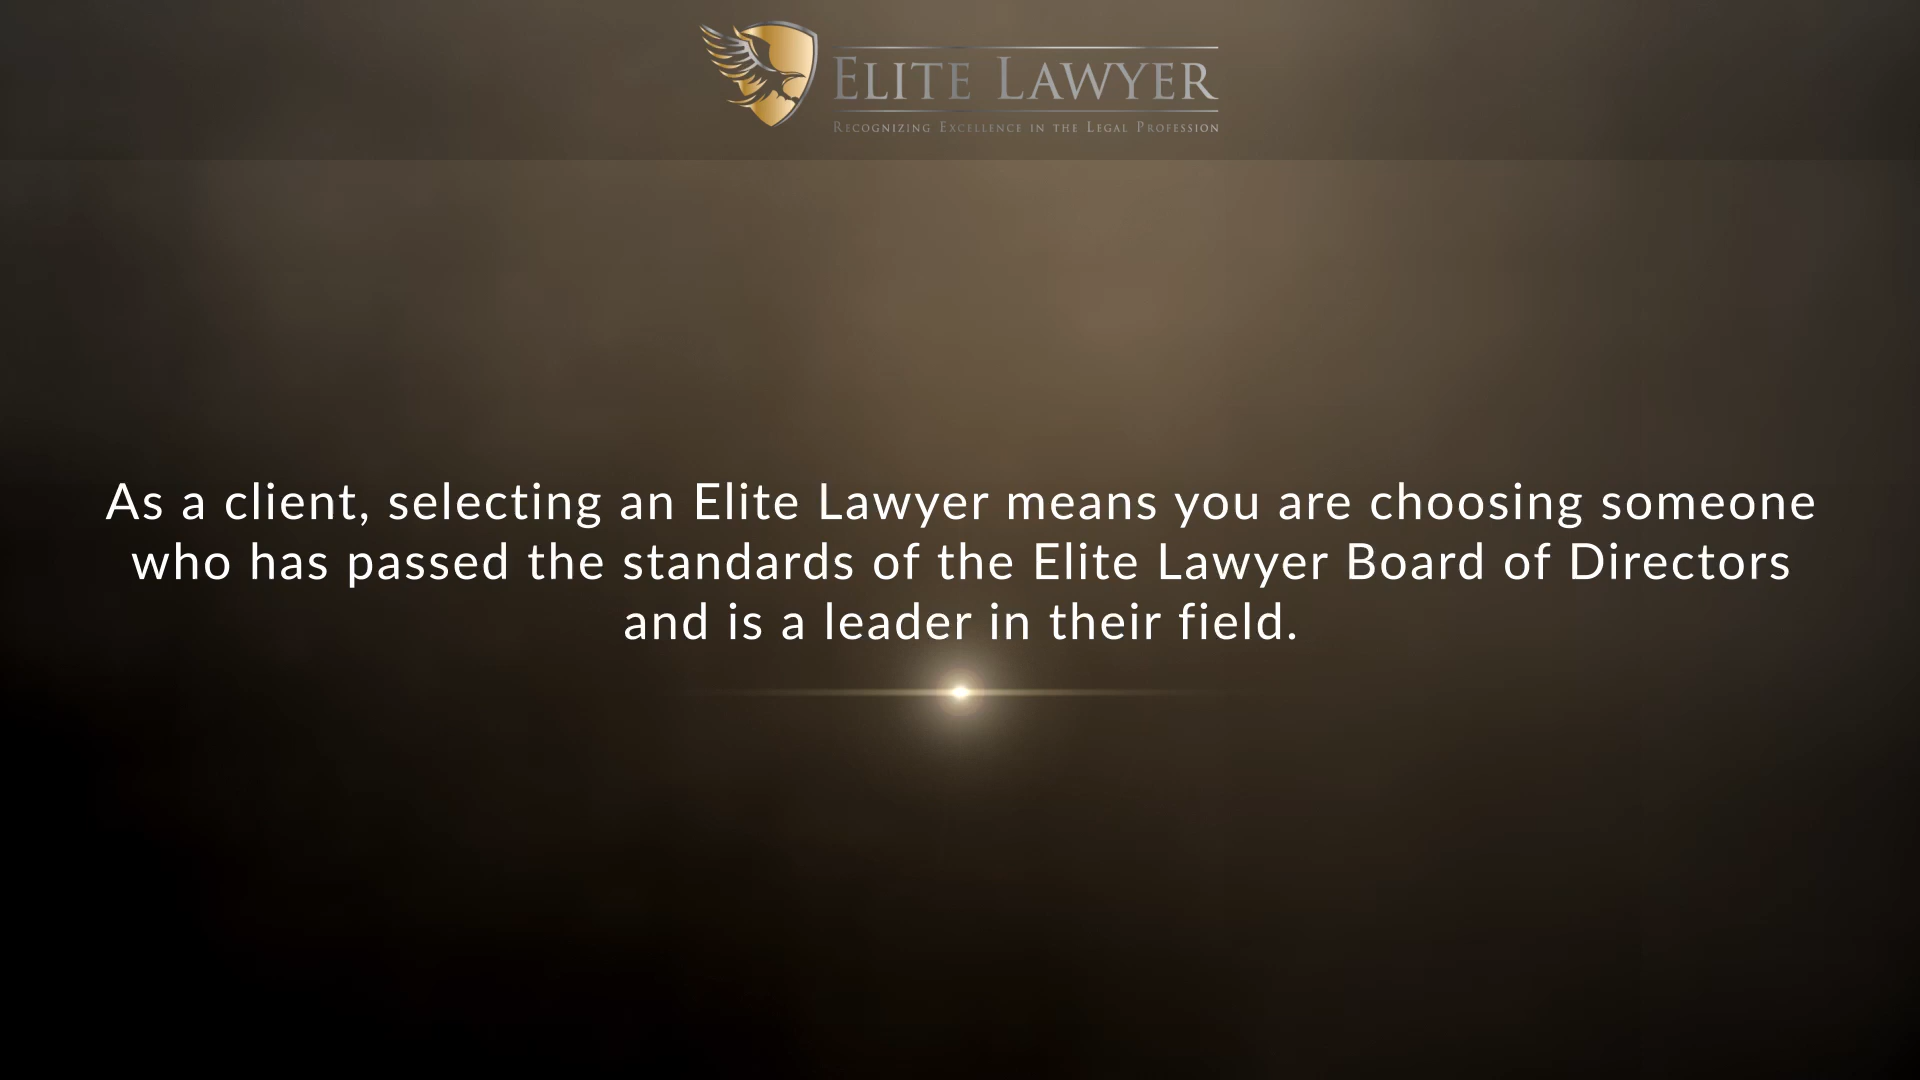 ELITE LAWYER
RECOGNIZING EXCELLENCE IN THE LEGAL PROFESSION
As a client, selecting an Elite Lawyer means you are choosing someone
who has passed the standards of the Elite Lawyer Board of Directors
and is a leader in their field.